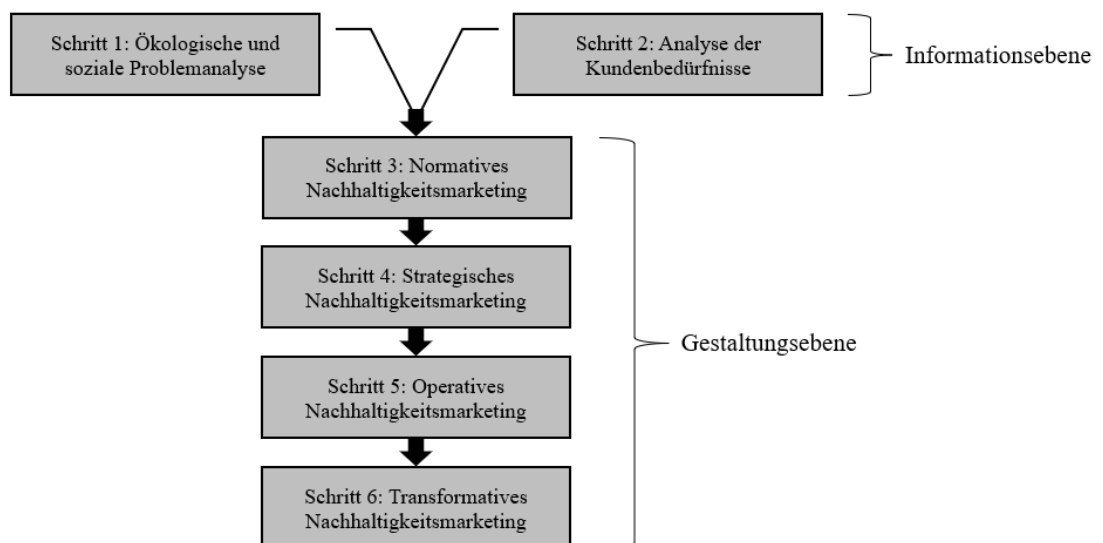 Schritt 1: Ökologische und
soziale Problemanalyse
Schritt 2: Analyse der
Kundenbedürfnisse
Informationsebene
Schritt 3: Normatives
Nachhaltigkeitsmarketing
Schritt 4: Strategisches
Nachhaltigkeitsmarketing
Gestaltungsebene
Schritt 5: Operatives
Nachhaltigkeitsmarketing
Schritt 6: Transformatives
Nachhaltigkeitsmarketing